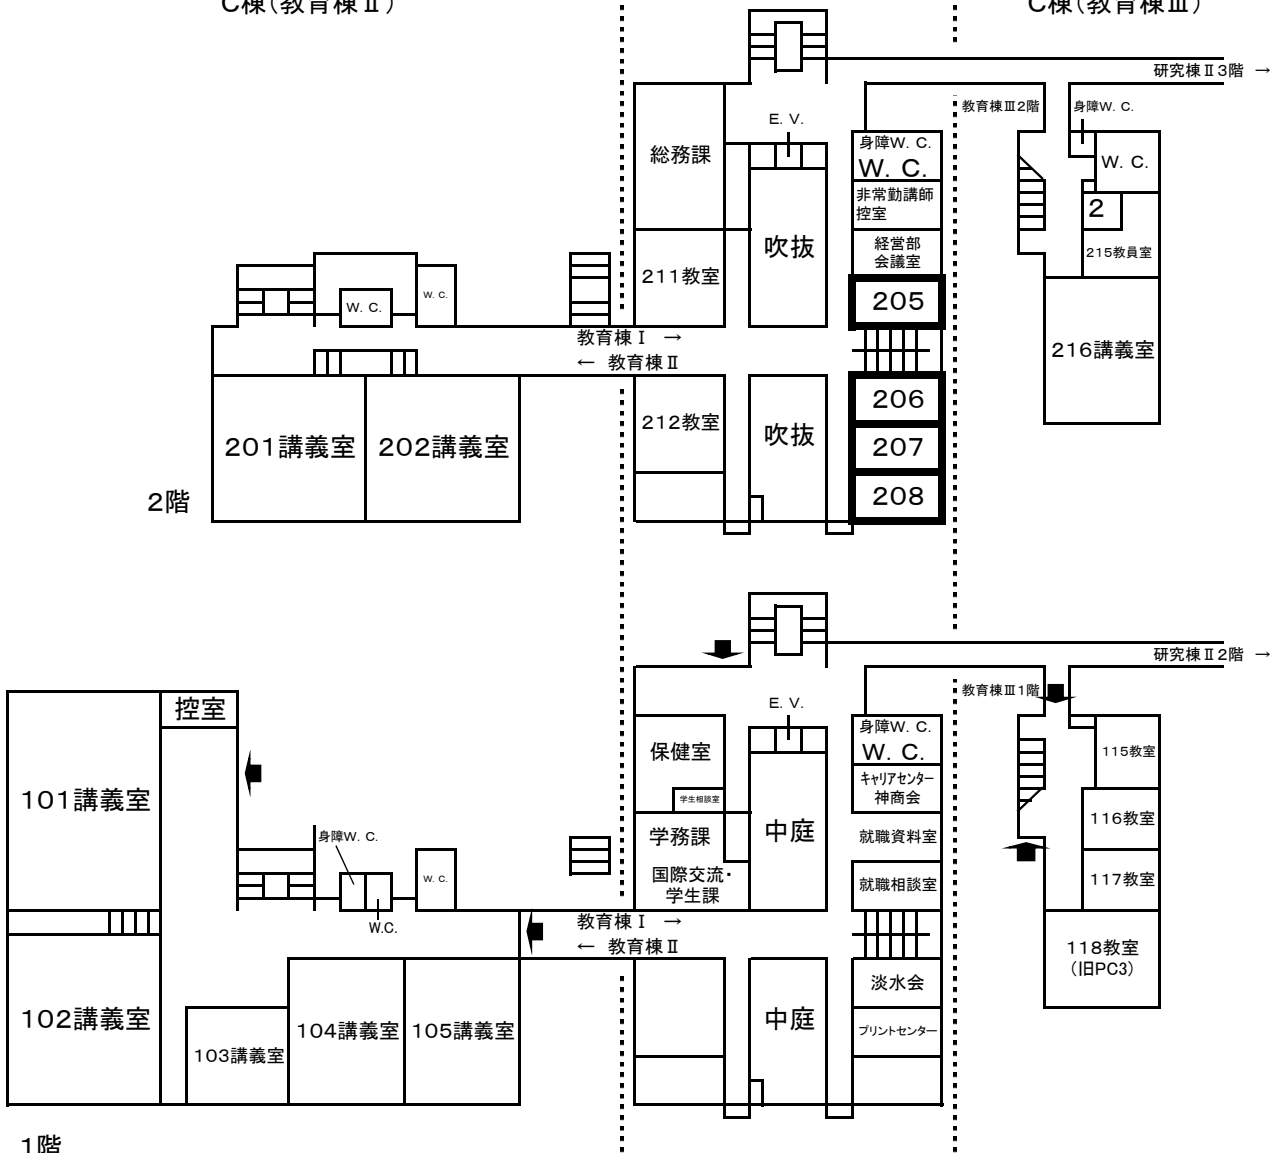 C棟(教育棟Ⅱ)
C棟(教育棟Ⅲ)
研究棟Ⅱ3階 →
教育棟Ⅲ2階
身障W. C.
E. V.
総務課
身障W. C.
W. C.
W. C.
非常勤講師
控室
2
吹抜
経営部
会議室
215教員室
211教室
W. C.
W. C.
205
教育棟Ⅰ →
← 教育棟Ⅱ
216講義室
206
212教室
吹抜
201講義室
202講義室
207
2階
208
研究棟Ⅱ2階 →
教育棟Ⅲ1階
控室
E. V.
保健室
身障W. C.
W. C.
115教室
キャリアセンター
神商会
101講義室
学生相談室
116教室
学務課
中庭
就職資料室
身障W. C.
国際交流・
学生課
W. C.
就職相談室
117教室
W.C.
教育棟Ⅰ →
← 教育棟Ⅱ
118教室
(旧PC3)
淡水会
102講義室
中庭
104講義室
105講義室
プリントセンター
103講義室
1階